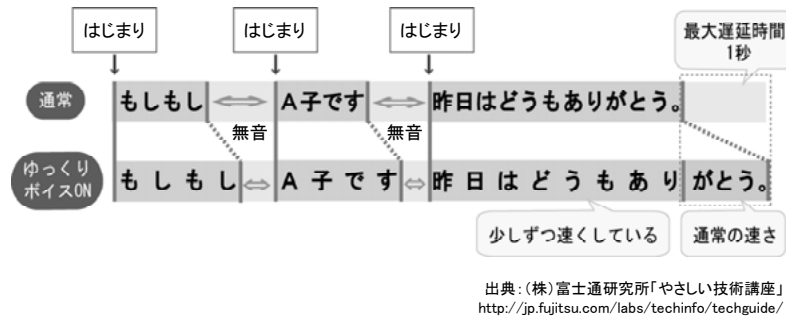 はじまり はじまり はじまり
最大遅延時間
1秒
通常 もしもし A子です 昨日はどうもありがとう。
無音 無音
ゆっくり
ボイスON
もしもし A子です 昨日はどうもありがとう。
少しずつ速くしている 通常の速さ
出典：(株)富士通研究所「やさしい技術講座」
http://jp.fujitsu.com/labs/techinfo/techguide/